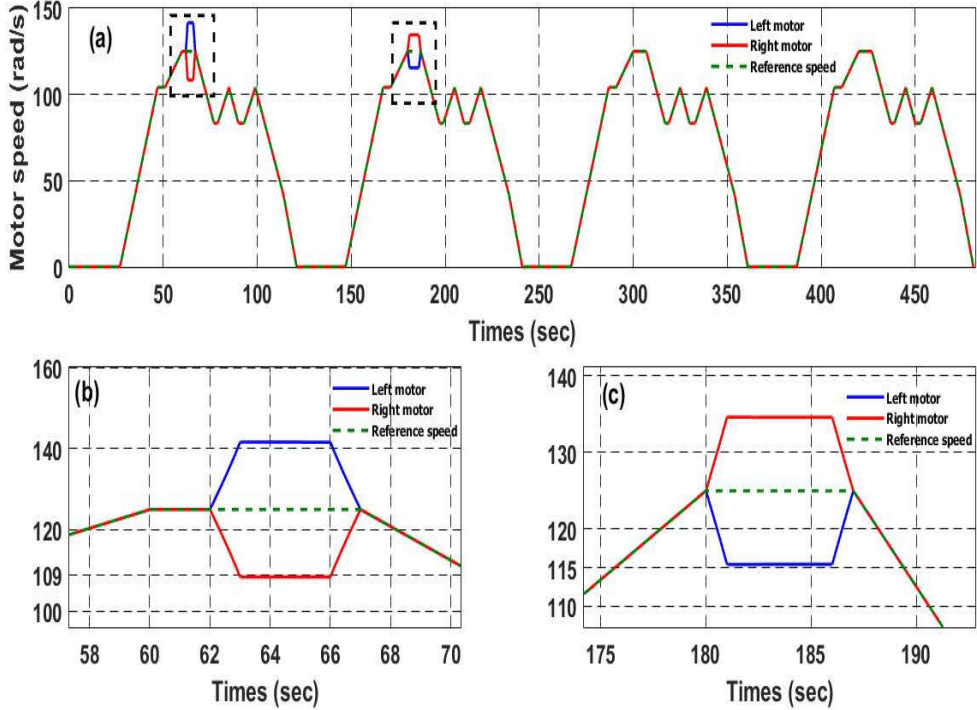 (a)
Motor speed (rad/s)
150
100
50
0
Left motor
Right motor
Reference speed
0 50 100 150 200 250 300 350 400 450
Times (sec)
(b)
160
140
120
109
100
Left motor
Right motor
Reference speed
58 60 62 64 66 68 70
Times (sec)
(c)
140
130
120
115
110
Left motor
Right motor
Reference speed
175 180 185 190
Times (sec)